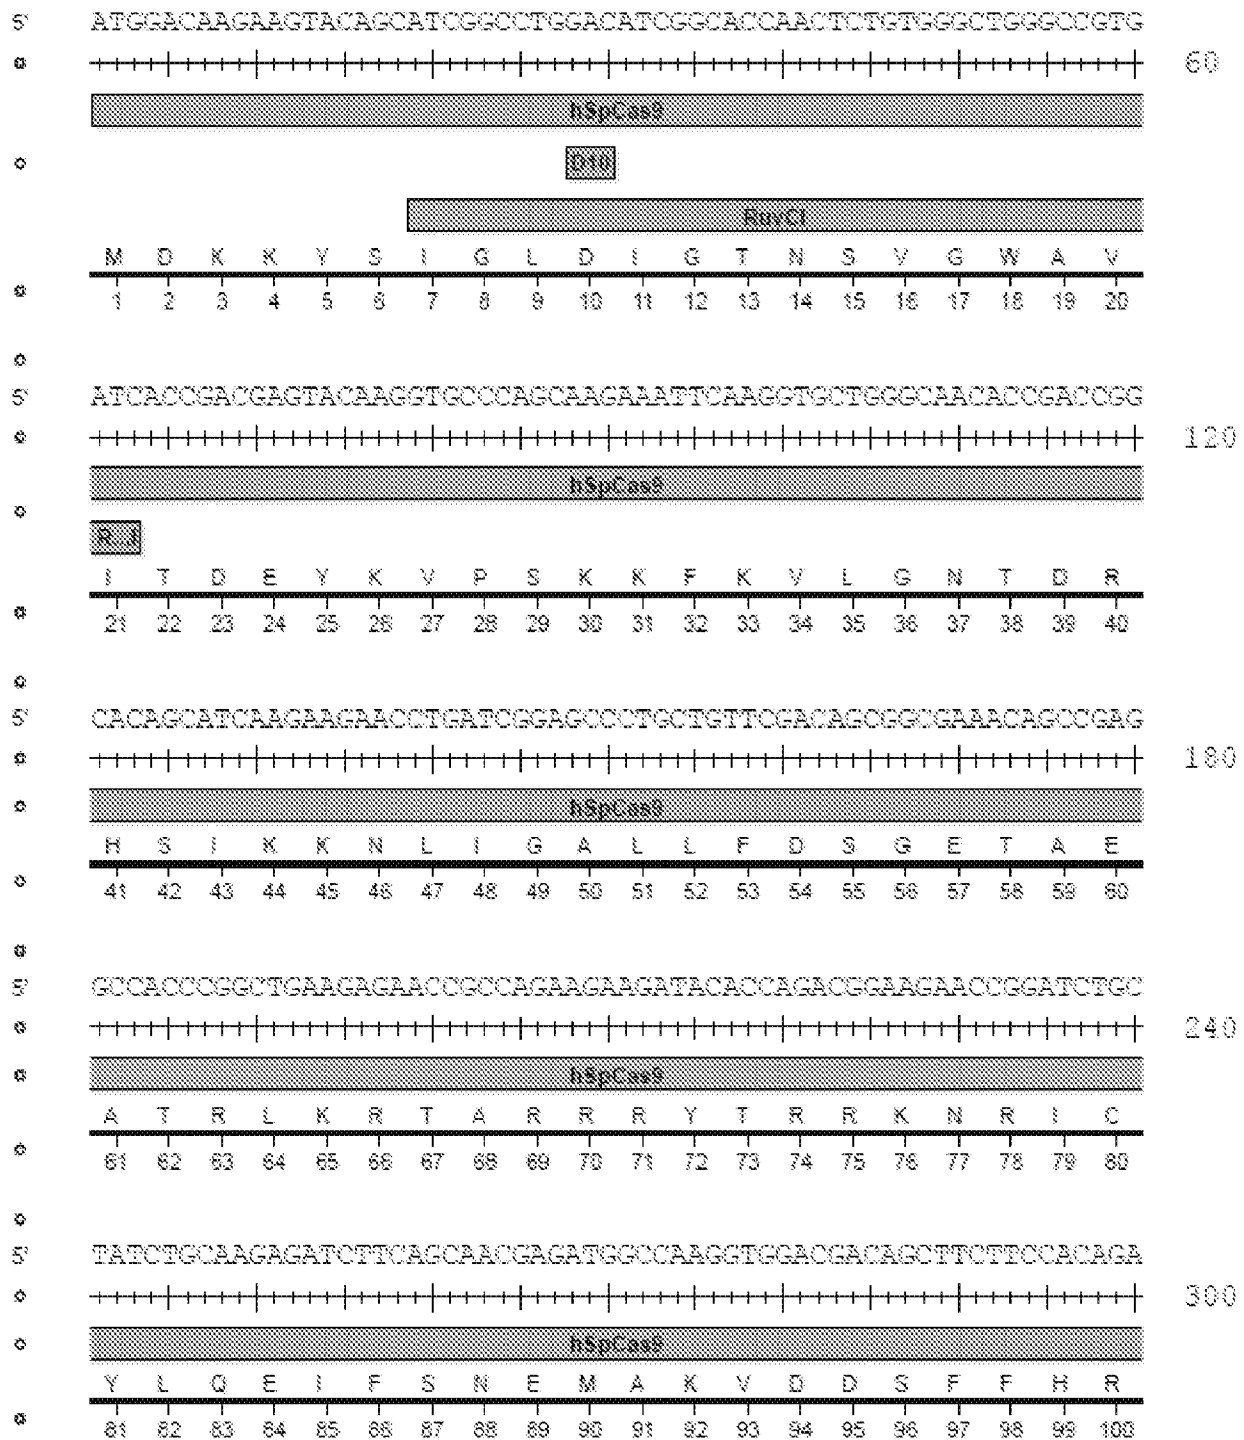 5' ATGGACAAGAAGTACAGCATCGGCCTGGACATCGGCACCAACTCTGTGGGCTGGGCCGTG
60
hSpCas9
D10
RuvCI
M D K K Y S I G L D I G T N S V G W A V
1 2 3 4 5 6 7 8 9 10 11 12 13 14 15 16 17 18 19 20
5' ATCACCGACGAGTACAAGGTGCCCAGCAAGAAATTCAAGGTGCTGGGCAACACCGACCGG
120
hSpCas9
R...I
I T D E Y K V P S K K F K V L G N T D R
21 22 23 24 25 26 27 28 29 30 31 32 33 34 35 36 37 38 39 40
5' CACAGCATCAAGAAGAACCTGATCGGAGCCCTGCTGTTCGACAGCGGCGAAACAGCCGAG
180
hSpCas9
H S I K K N L I G A L L F D S G E T A E
41 42 43 44 45 46 47 48 49 50 51 52 53 54 55 56 57 58 59 60
5' GCCACCCGGCTGAAGAGAACCGCCAGAAGAAGATACACCAGACGGAAGAACCGGATCTGC
240
hSpCas9
A T R L K R T A R R R Y T R R K N R I C
61 62 63 64 65 66 67 68 69 70 71 72 73 74 75 76 77 78 79 80
5' TATCTGCAAGAGATCTTCAGCAACGAGATGGCCAAGGTGGACGACAGCTTCTTCCACAGA
300
hSpCas9
Y L Q E I F S N E M A K V D D S F F H R
81 82 83 84 85 86 87 88 89 90 91 92 93 94 95 96 97 98 99 100